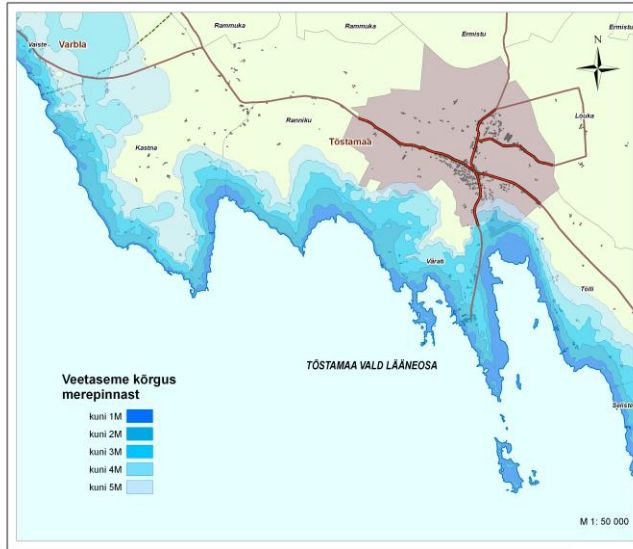 Rammuka
Rammuka
Ermistu
Ermistu
Vaiste
Varbla
N
Louka
Kastna
Ranniku
Tõstamaa
Värati
Tõlli
TÕSTAMAA VALD LÄÄNEOSA
Veetaseme kõrgus
merepinnast
kuni 1M
kuni 2M
kuni 3M
kuni 4M
kuni 5M
M 1: 50 000